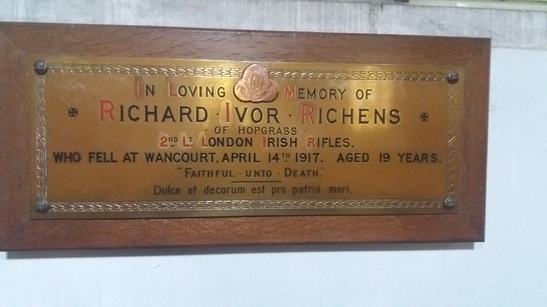 IN LOVING MEMORY OF
RICHARD · IVOR · RICHENS
· OF HOPGRASS ·
2ND LT. LONDON IRISH RIFLES.
WHO FELL AT WANCOURT, APRIL 14TH 1917. AGED 19 YEARS.
"FAITHFUL · UNTO · DEATH."
Dulce et decorum est pro patria mori.